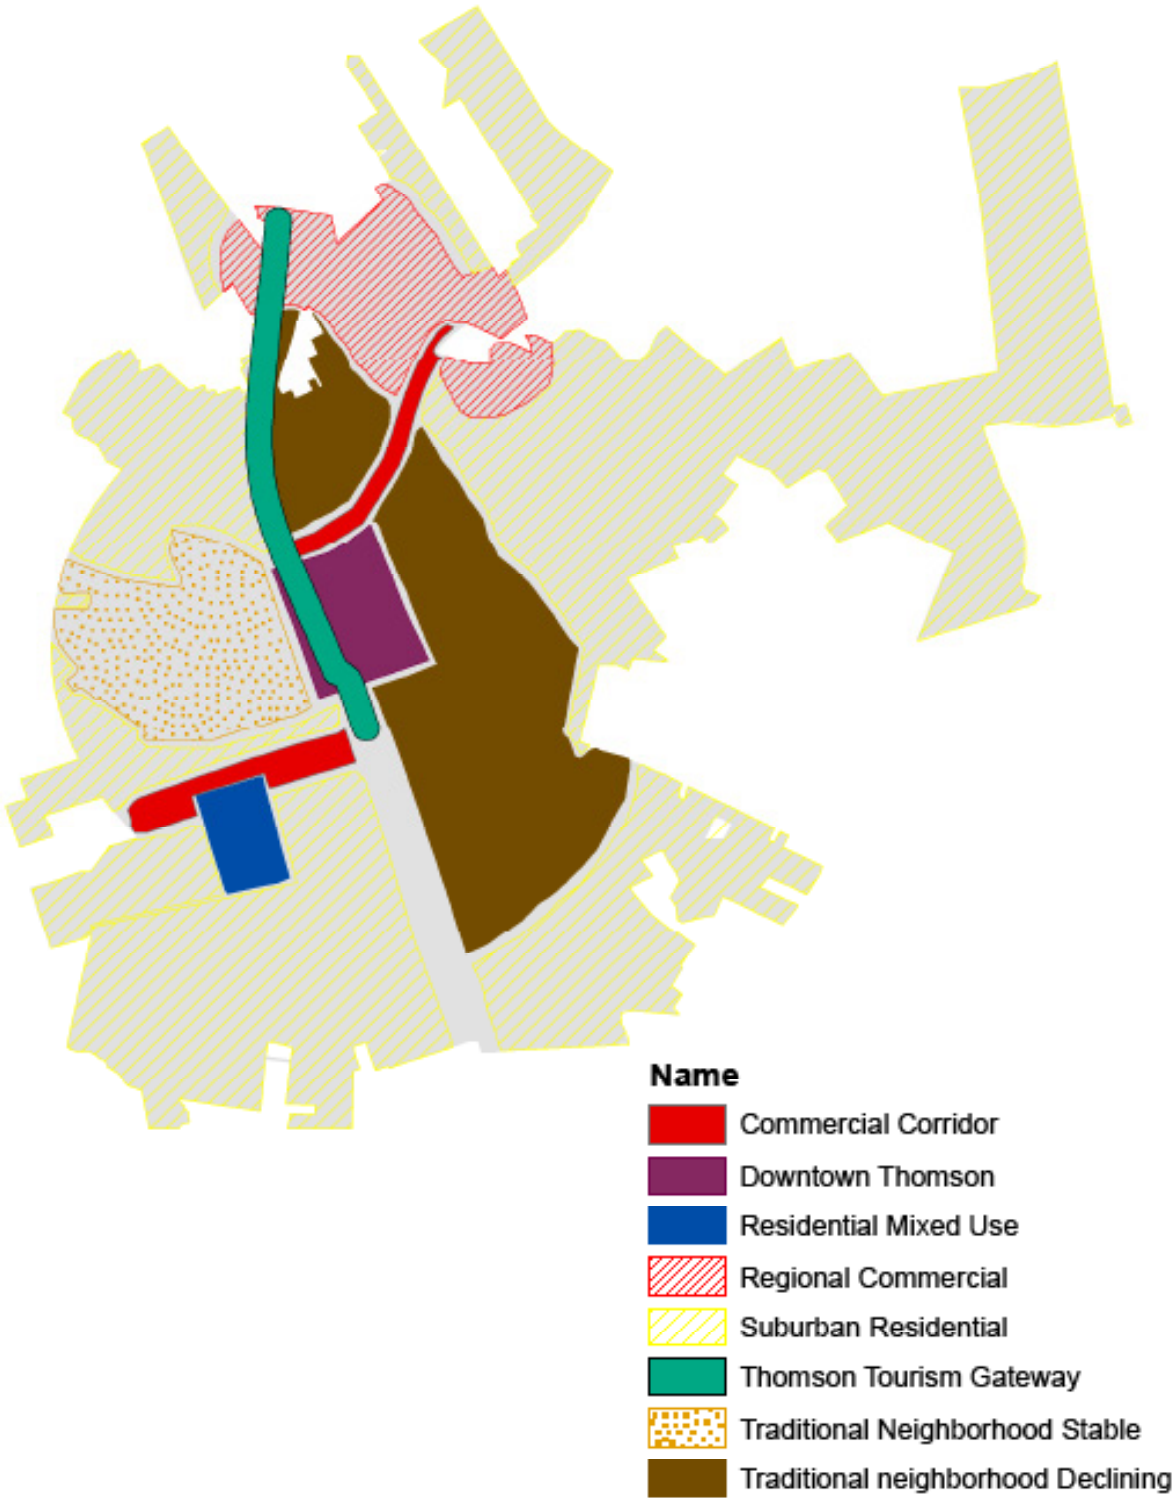 Name
Commercial Corridor
Downtown Thomson
Residential Mixed Use
Regional Commercial
Suburban Residential
Thomson Tourism Gateway
Traditional Neighborhood Stable
Traditional neighborhood Declining